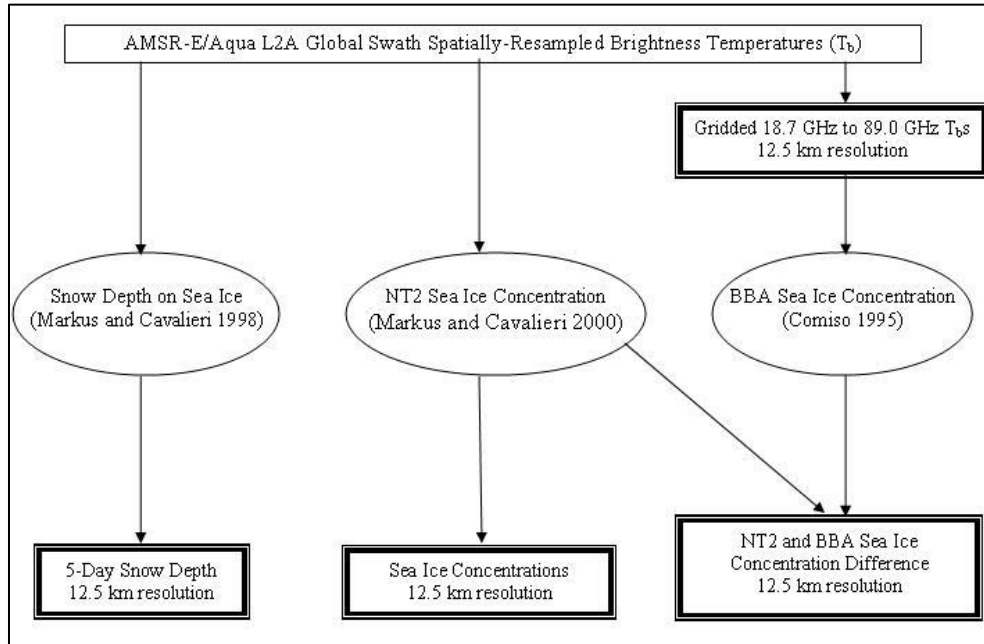 AMSR-E/Aqua L2A Global Swath Spatially-Resampled Brightness Temperatures (Tb)
Gridded 18.7 GHz to 89.0 GHz Tbs
12.5 km resolution
Snow Depth on Sea Ice
(Markus and Cavalieri 1998)
NT2 Sea Ice Concentration
(Markus and Cavalieri 2000)
BBA Sea Ice Concentration
(Comiso 1995)
5-Day Snow Depth
12.5 km resolution
Sea Ice Concentrations
12.5 km resolution
NT2 and BBA Sea Ice
Concentration Difference
12.5 km resolution